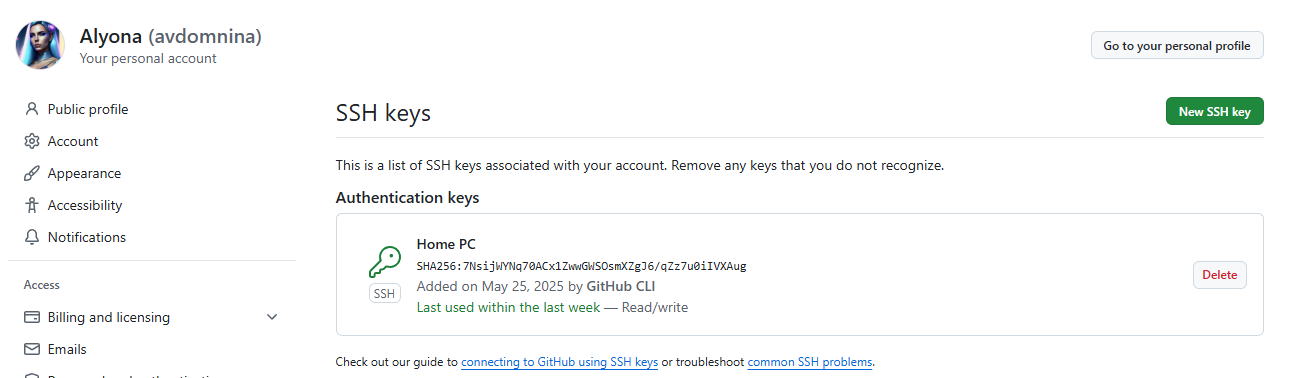 Alyona (avdomnina)
Your personal account
Go to your personal profile
Public profile
Account
Appearance
Accessibility
Notifications
Access
Billing and licensing
Emails
SSH keys
New SSH key
This is a list of SSH keys associated with your account. Remove any keys that you do not recognize.
Authentication keys
Home PC
SHA256:7NsijWYNq70ACx1ZwwGWSOsmXZgJ6/qZz7u0iIVXAug
Added on May 25, 2025 by GitHub CLI
Last used within the last week — Read/write
SSH
Delete
Check out our guide to connecting to GitHub using SSH keys or troubleshoot common SSH problems.